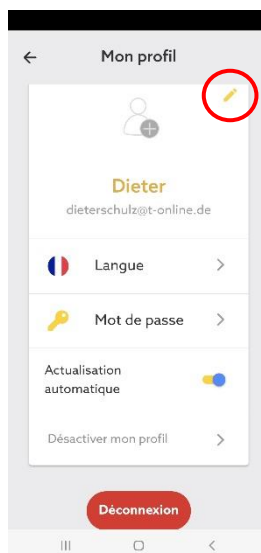 Mon profil
Dieter
dieterschulz@t-online.de
Langue
Mot de passe
Actualisation
automatique
Désactiver mon profil
Déconnexion